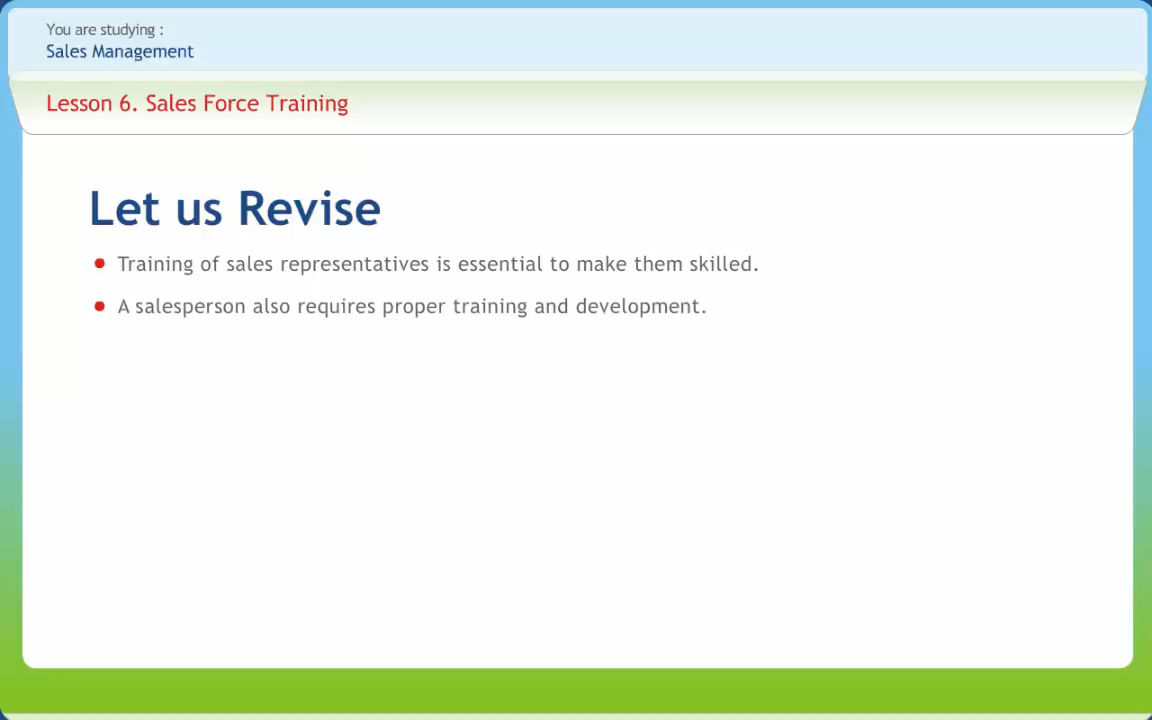 You are studying :
Sales Management
Lesson 6. Sales Force Training
Let us Revise
Training of sales representatives is essential to make them skilled.
A salesperson also requires proper training and development.